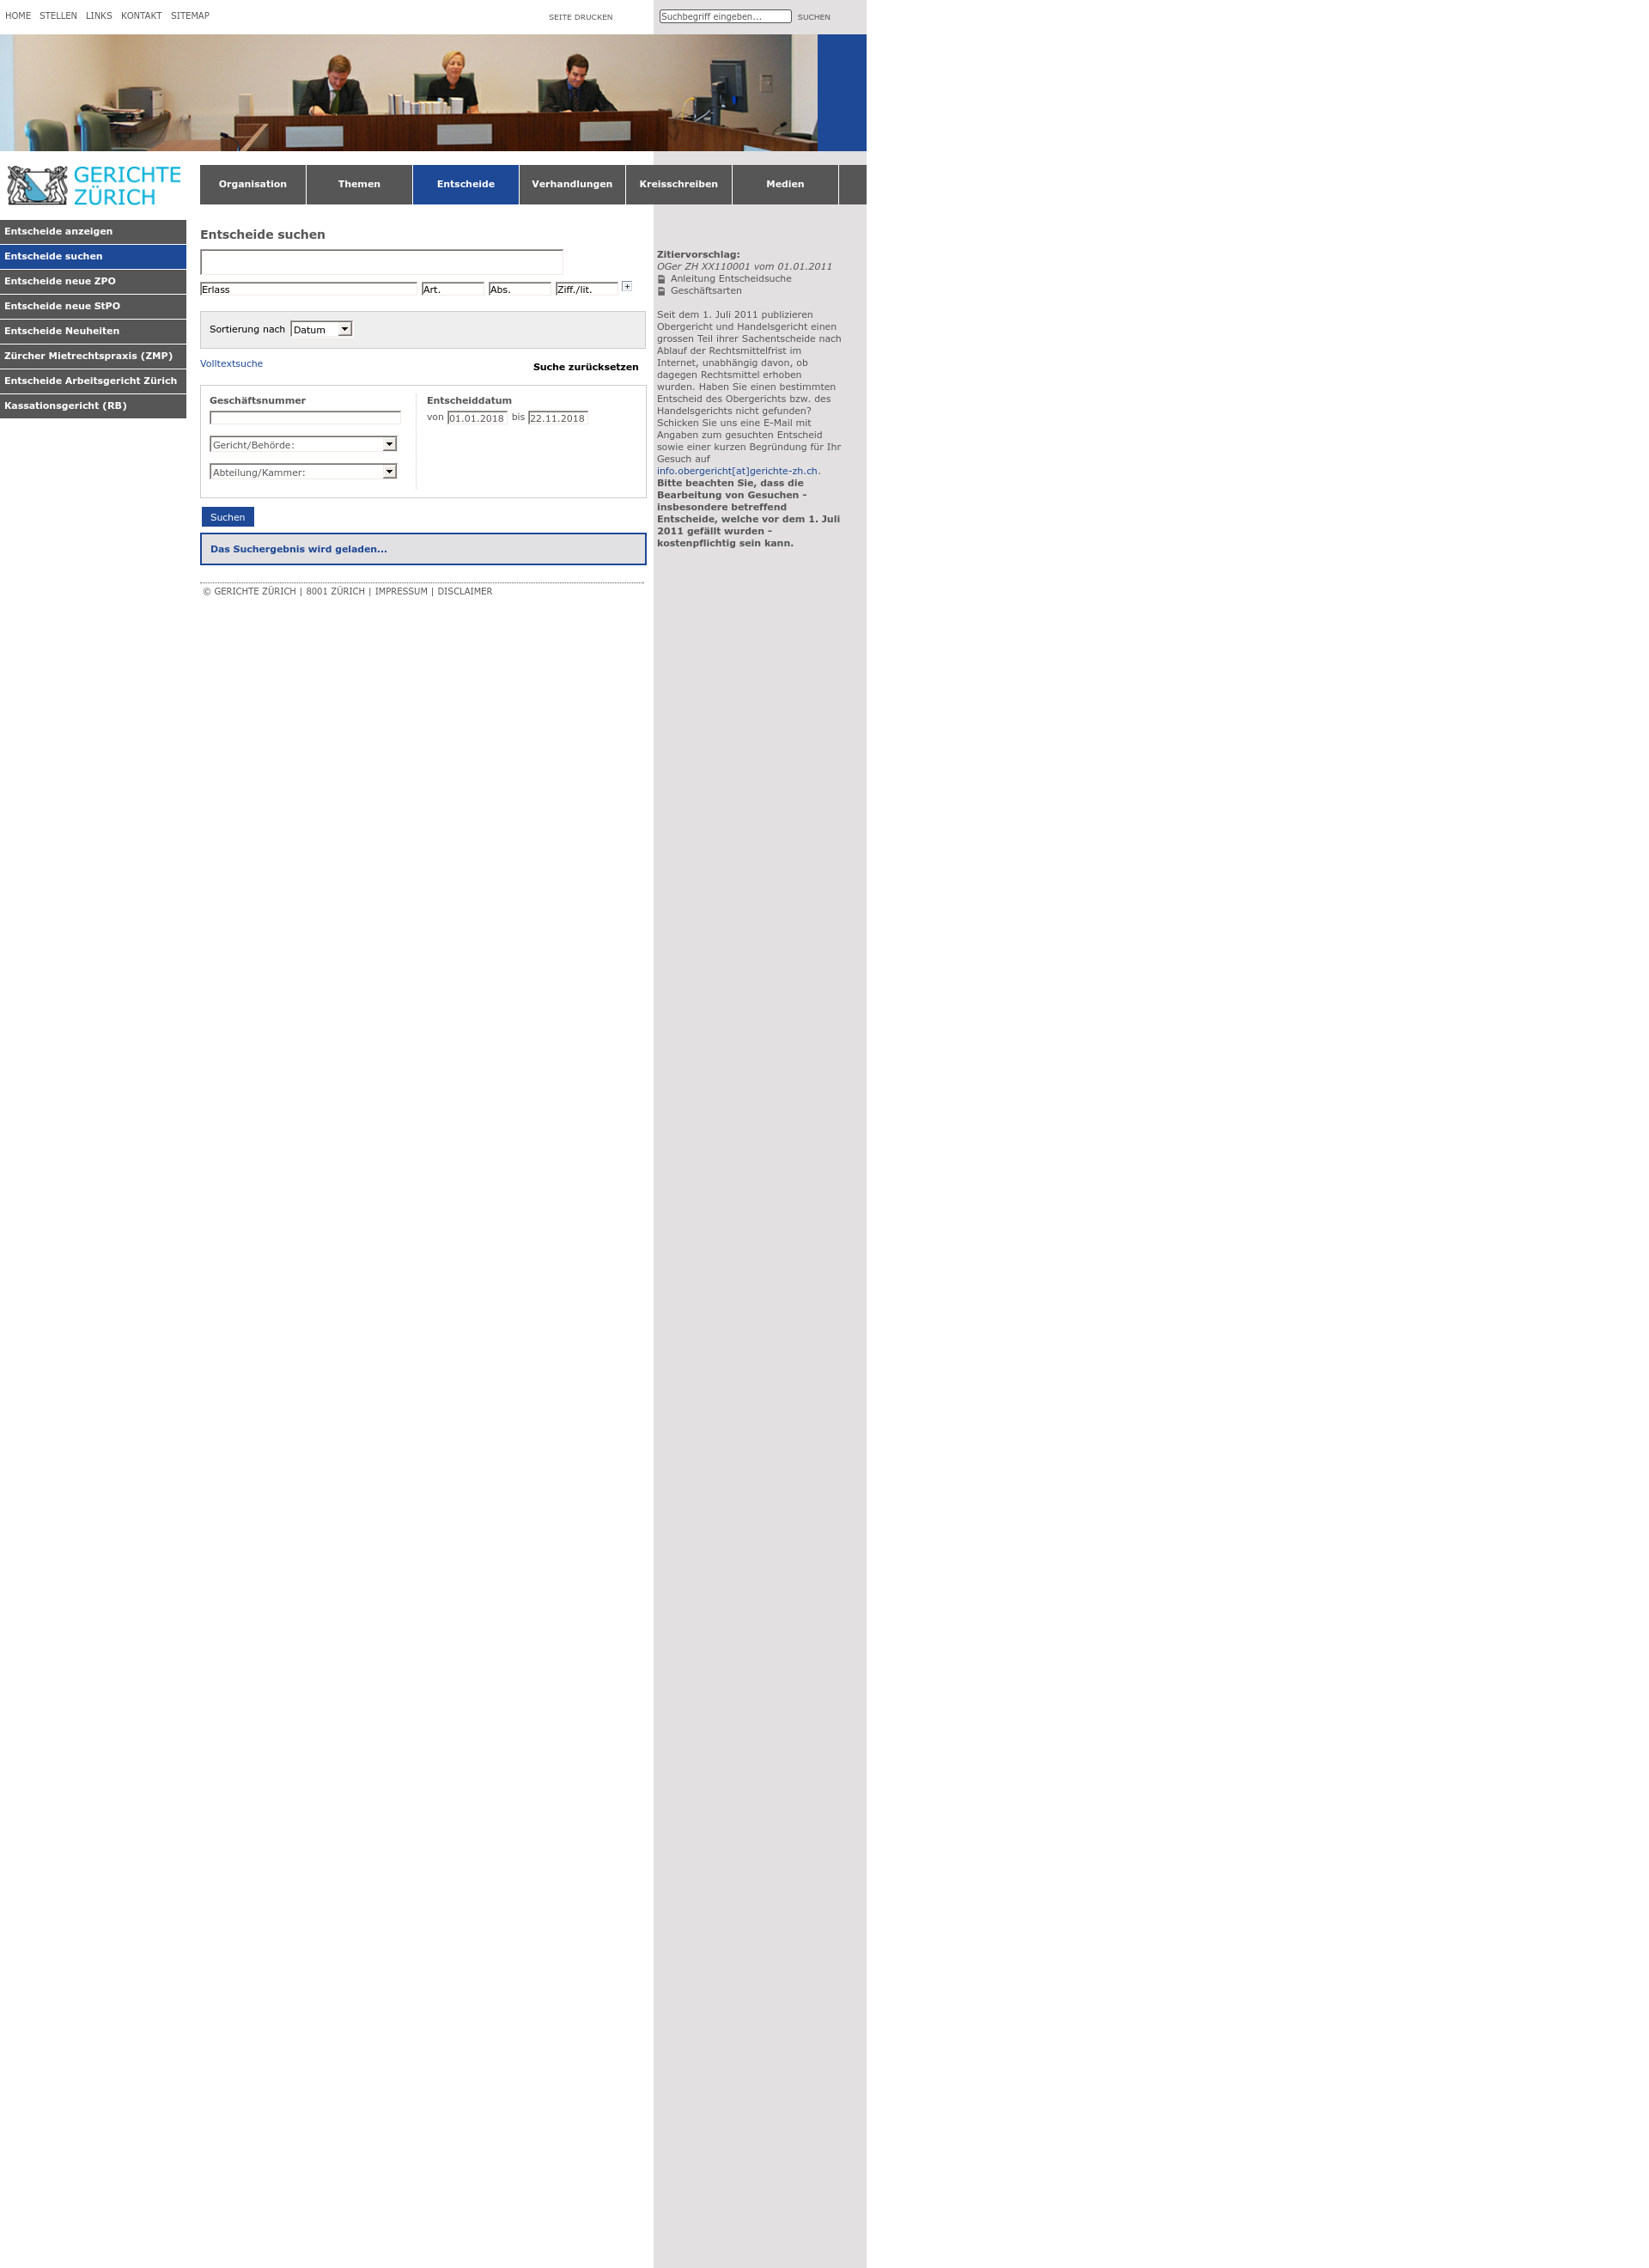 HOME STELLEN LINKS KONTAKT SITEMAP
SEITE DRUCKEN
Suchbegriff eingeben... SUCHEN
GERICHTE
ZÜRICH
Organisation Themen Entscheide Verhandlungen Kreisschreiben Medien
Entscheide anzeigen
Entscheide suchen
Entscheide neue ZPO
Entscheide neue StPO
Entscheide Neuheiten
Zürcher Mietrechtspraxis (ZMP)
Entscheide Arbeitsgericht Zürich
Kassationsgericht (RB)
Entscheide suchen
Erlass Art. Abs. Ziff./lit. +
Sortierung nach Datum
Volltextsuche
Suche zurücksetzen
Geschäftsnummer
Gericht/Behörde:
Abteilung/Kammer:
Entscheiddatum
von 01.01.2018 bis 22.11.2018
Suchen
Das Suchergebnis wird geladen...
© GERICHTE ZÜRICH | 8001 ZÜRICH | IMPRESSUM | DISCLAIMER
Zitiervorschlag:
OGer ZH XX110001 vom 01.01.2011
Anleitung Entscheidsuche
Geschäftsarten
Seit dem 1. Juli 2011 publizieren
Obergericht und Handelsgericht einen
grossen Teil ihrer Sachentscheide nach
Ablauf der Rechtsmittelfrist im
Internet, unabhängig davon, ob
dagegen Rechtsmittel erhoben
wurden. Haben Sie einen bestimmten
Entscheid des Obergerichts bzw. des
Handelsgerichts nicht gefunden?
Schicken Sie uns eine E-Mail mit
Angaben zum gesuchten Entscheid
sowie einer kurzen Begründung für Ihr
Gesuch auf
info.obergericht[at]gerichte-zh.ch.
Bitte beachten Sie, dass die
Bearbeitung von Gesuchen -
insbesondere betreffend
Entscheide, welche vor dem 1. Juli
2011 gefällt wurden -
kostenpflichtig sein kann.